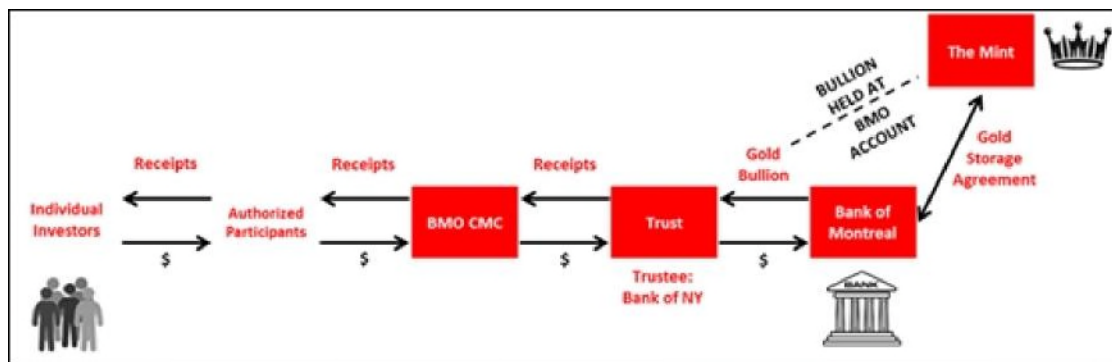 The Mint
BULLION
HELD AT
BMO
ACCOUNT
Gold
Storage
Agreement
Receipts
Receipts
Receipts
Gold
Bullion
Individual
Investors
Authorized
Participants
BMO CMC
Trust
Bank of
Montreal
$
$
$
$
Trustee:
Bank of NY
BANK